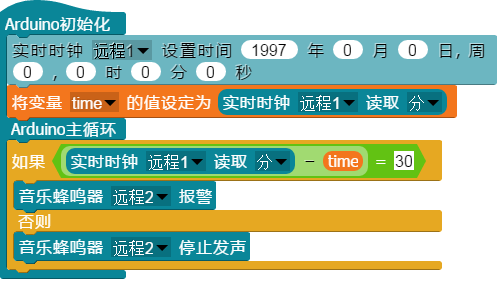 Arduino初始化
实时时钟 远程1 设置时间 1997 年 0 月 0 日,周
0 , 0 时 0 分 0 秒
将变量 time 的值设定为 实时时钟 远程1 读取 分
Arduino主循环
如果 实时时钟 远程1 读取 分 - time = 30
音乐蜂鸣器 远程2 报警
否则
音乐蜂鸣器 远程2 停止发声